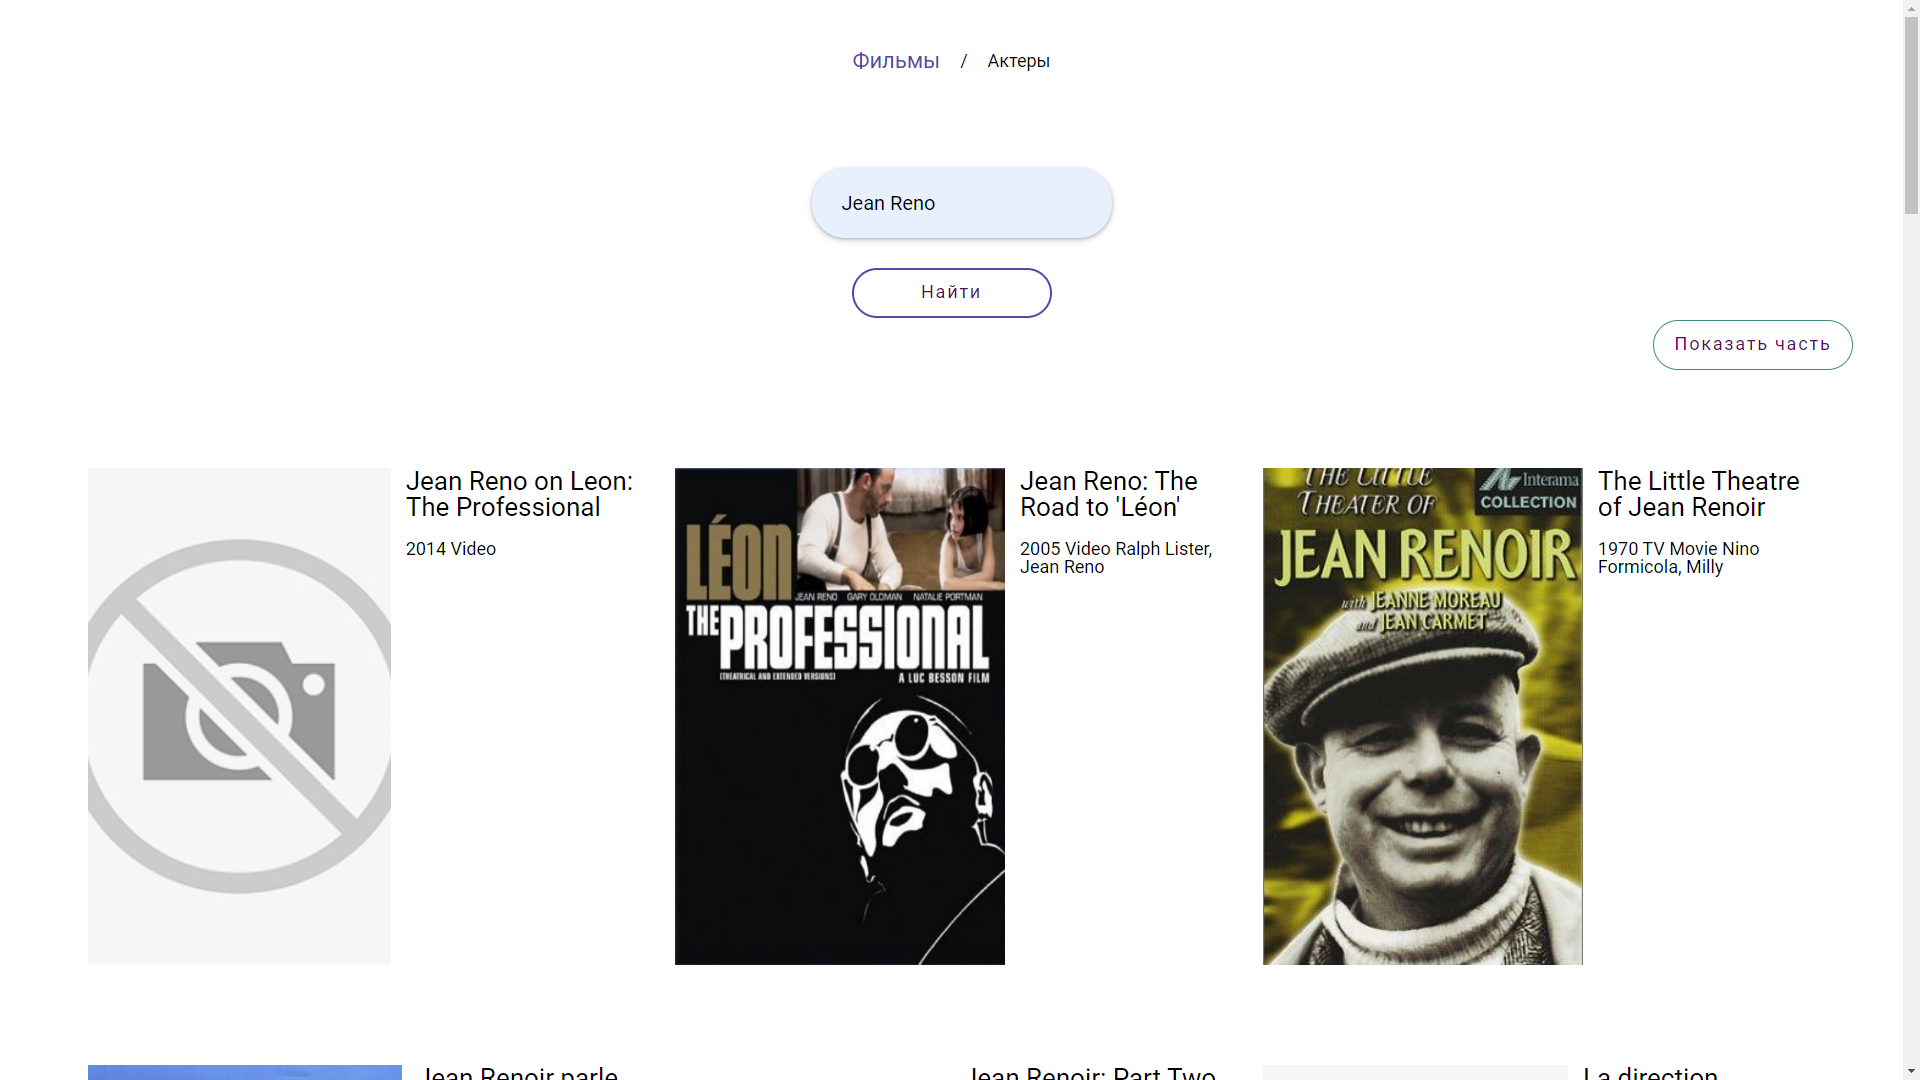 Фильмы / Актеры
Jean Reno
Найти
Показать часть
Jean Reno on Leon:
The Professional
2014 Video
LÉON
JEAN RENO GARY OLDMAN NATALIE PORTMAN
THE PROFESSIONAL
(THEATRICAL AND EXTENDED VERSIONS)
A LUC BESSON FILM
Jean Reno: The
Road to 'Léon'
2005 Video Ralph Lister,
Jean Reno
THE LITTLE
THEATER OF
Interama
COLLECTION
JEAN RENOIR
with JEANNE MOREAU
and JEAN CARMET
The Little Theatre
of Jean Renoir
1970 TV Movie Nino
Formicola, Milly
Jean Renoir parle
Jean Renoir: Part Two
La direction